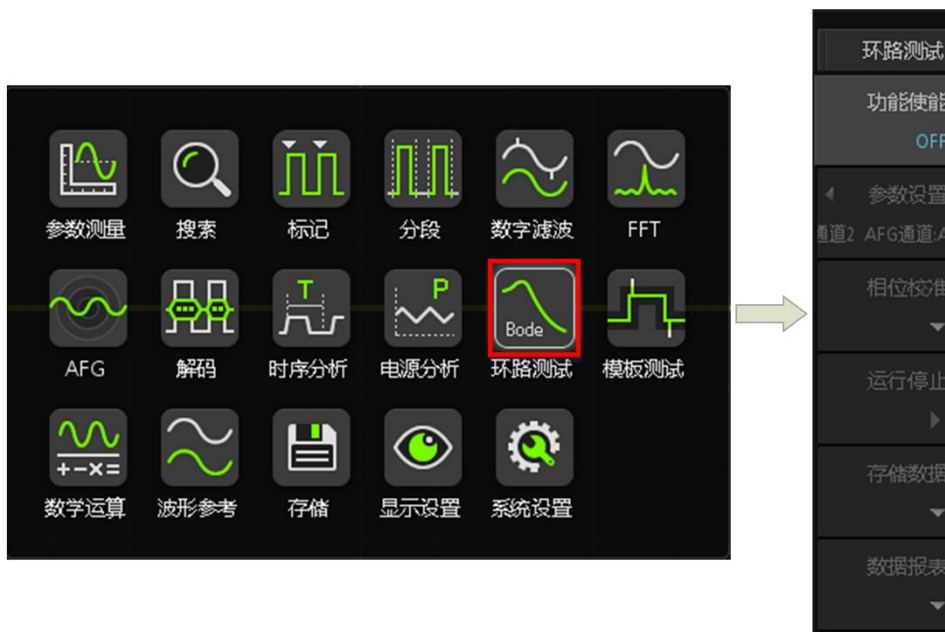 参数测量
搜索
标记
分段
数字滤波
FFT
AFG
解码
T
时序分析
P
电源分析
Bode
环路测试
模板测试
+-×=
数学运算
波形参考
存储
显示设置
系统设置
环路测试
功能使能
OFF
参数设置
通道2 AFG通道:A
相位校准
运行停止
存储数据
数据报表